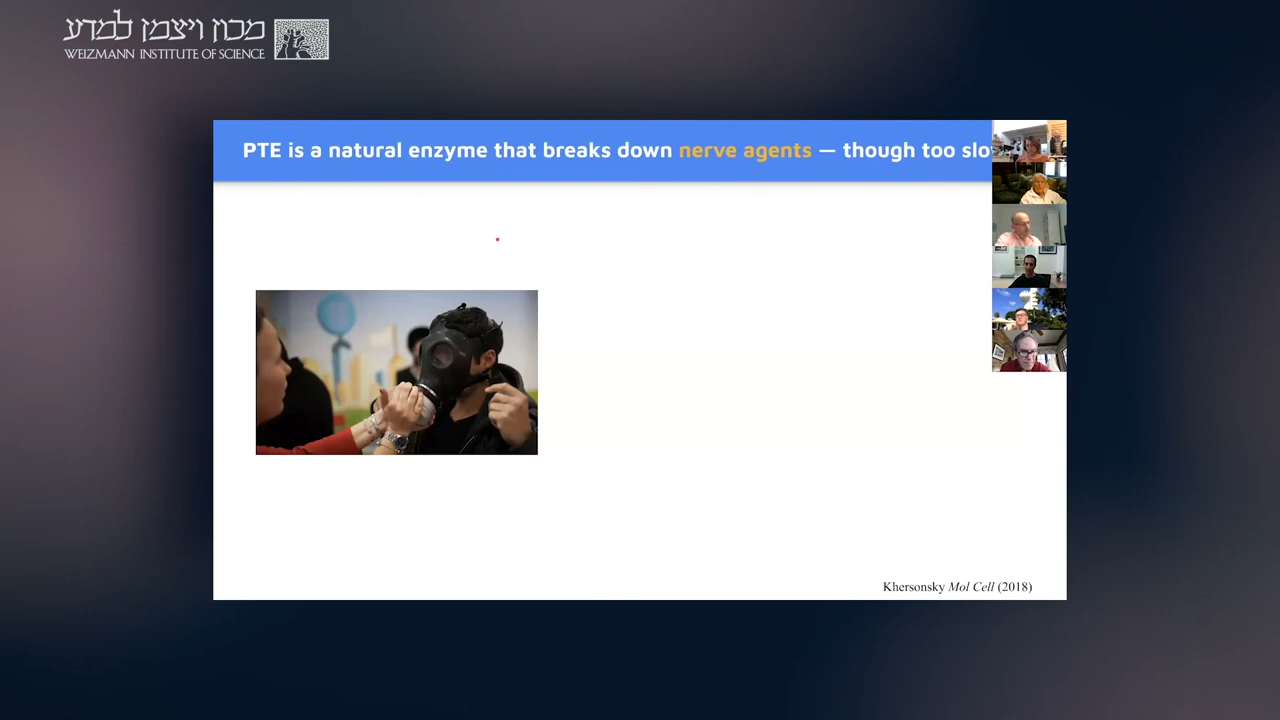 מכון ויצמן למדע
WEIZMANN INSTITUTE OF SCIENCE
PTE is a natural enzyme that breaks down nerve agents — though too
Khersonsky Mol Cell (2018)